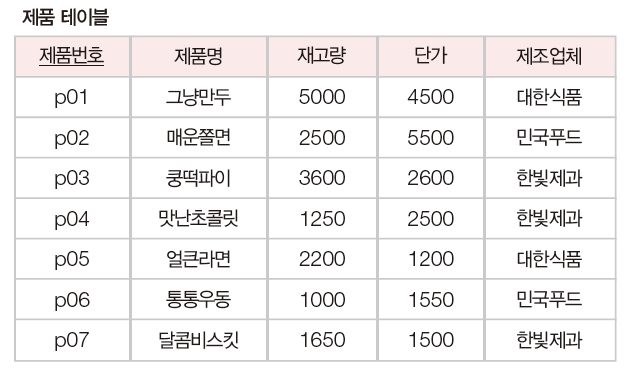 제품 테이블
제품번호 제품명 재고량 단가 제조업체
p01 그냥만두 5000 4500 대한식품
p02 매운쫄면 2500 5500 민국푸드
p03 쿵떡파이 3600 2600 한빛제과
p04 맛난초콜릿 1250 2500 한빛제과
p05 얼큰라면 2200 1200 대한식품
p06 통통우동 1000 1550 민국푸드
p07 달콤비스킷 1650 1500 한빛제과